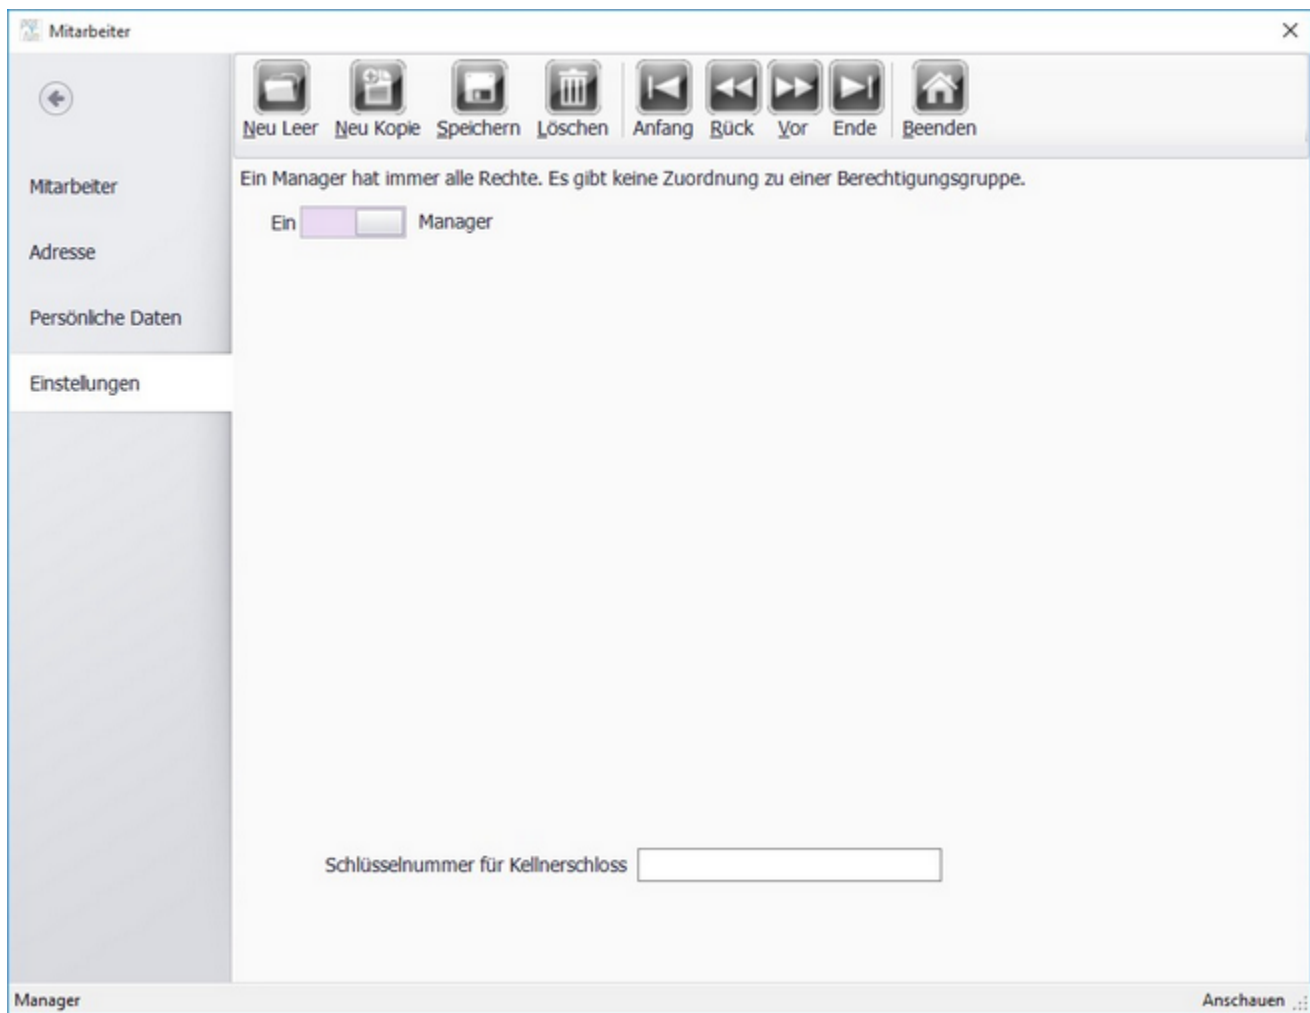 Mitarbeiter
Neu Leer Neu Kopie Speichern Löschen Anfang Rück Vor Ende Beenden
Mitarbeiter
Adresse
Persönliche Daten
Einstellungen
Ein Manager hat immer alle Rechte. Es gibt keine Zuordnung zu einer Berechtigungsgruppe.
Ein Manager
Schlüsselnummer für Kellnerschloss
Manager Anschauen